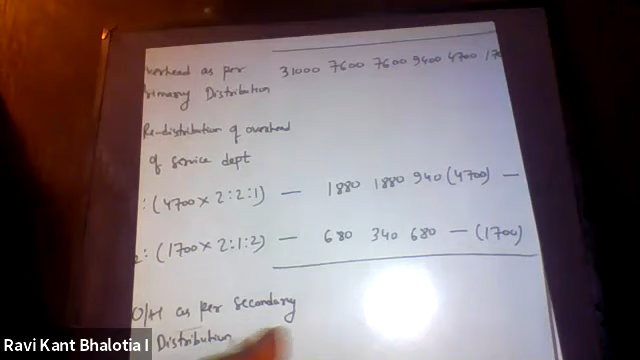 overhead as per 31000 7600 7600 9400 4700 170
Primary Distribution
Re-distribution of overhead
of service dept
: (4700 × 2:2:1) — 1880 1880 940 (4700) —
2: (1700 × 2:1:2) — 680 340 680 — (1700)
O/H as per Secondary
Distribution
Ravi Kant Bhalotia I